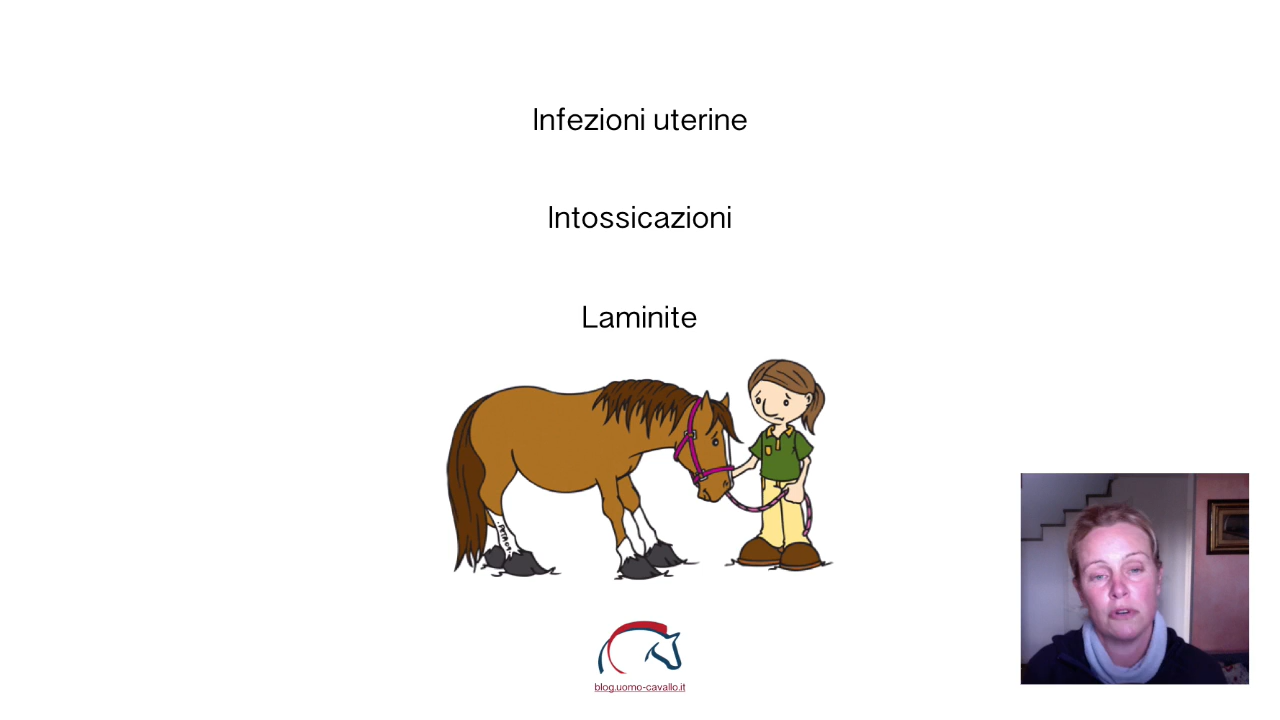 Infezioni uterine
Intossicazioni
Laminite
blog.uomo-cavallo.it